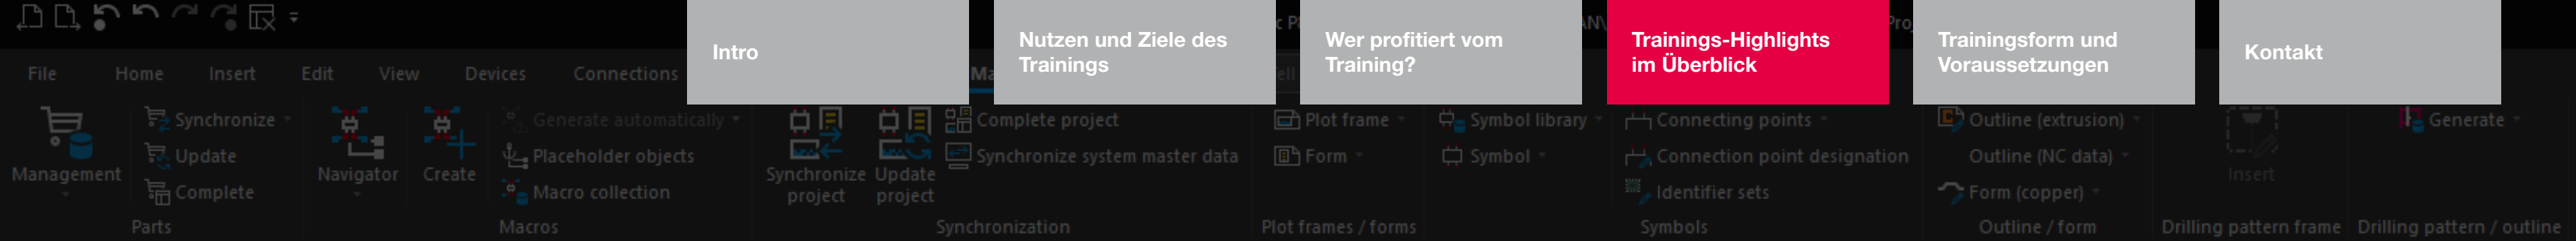 Intro
Nutzen und Ziele des
Trainings
Wer profitiert vom
Training?
Trainings-Highlights
im Überblick
Trainingsform und
Voraussetzungen
Kontakt
File Home Insert Edit View Devices Connections
Management
Synchronize
Update
Complete
Parts
Navigator
Create
Generate automatically
Placeholder objects
Macro collection
Macros
Synchronize
project
Update
project
Complete project
Synchronize system master data
Synchronization
Plot frame
Form
Plot frames / forms
Symbol library
Symbol
Connecting points
Connection point designation
Identifier sets
Symbols
Outline (extrusion)
Outline (NC data)
Form (copper)
Outline / form
Insert
Drilling pattern frame
Generate
Drilling pattern / outline